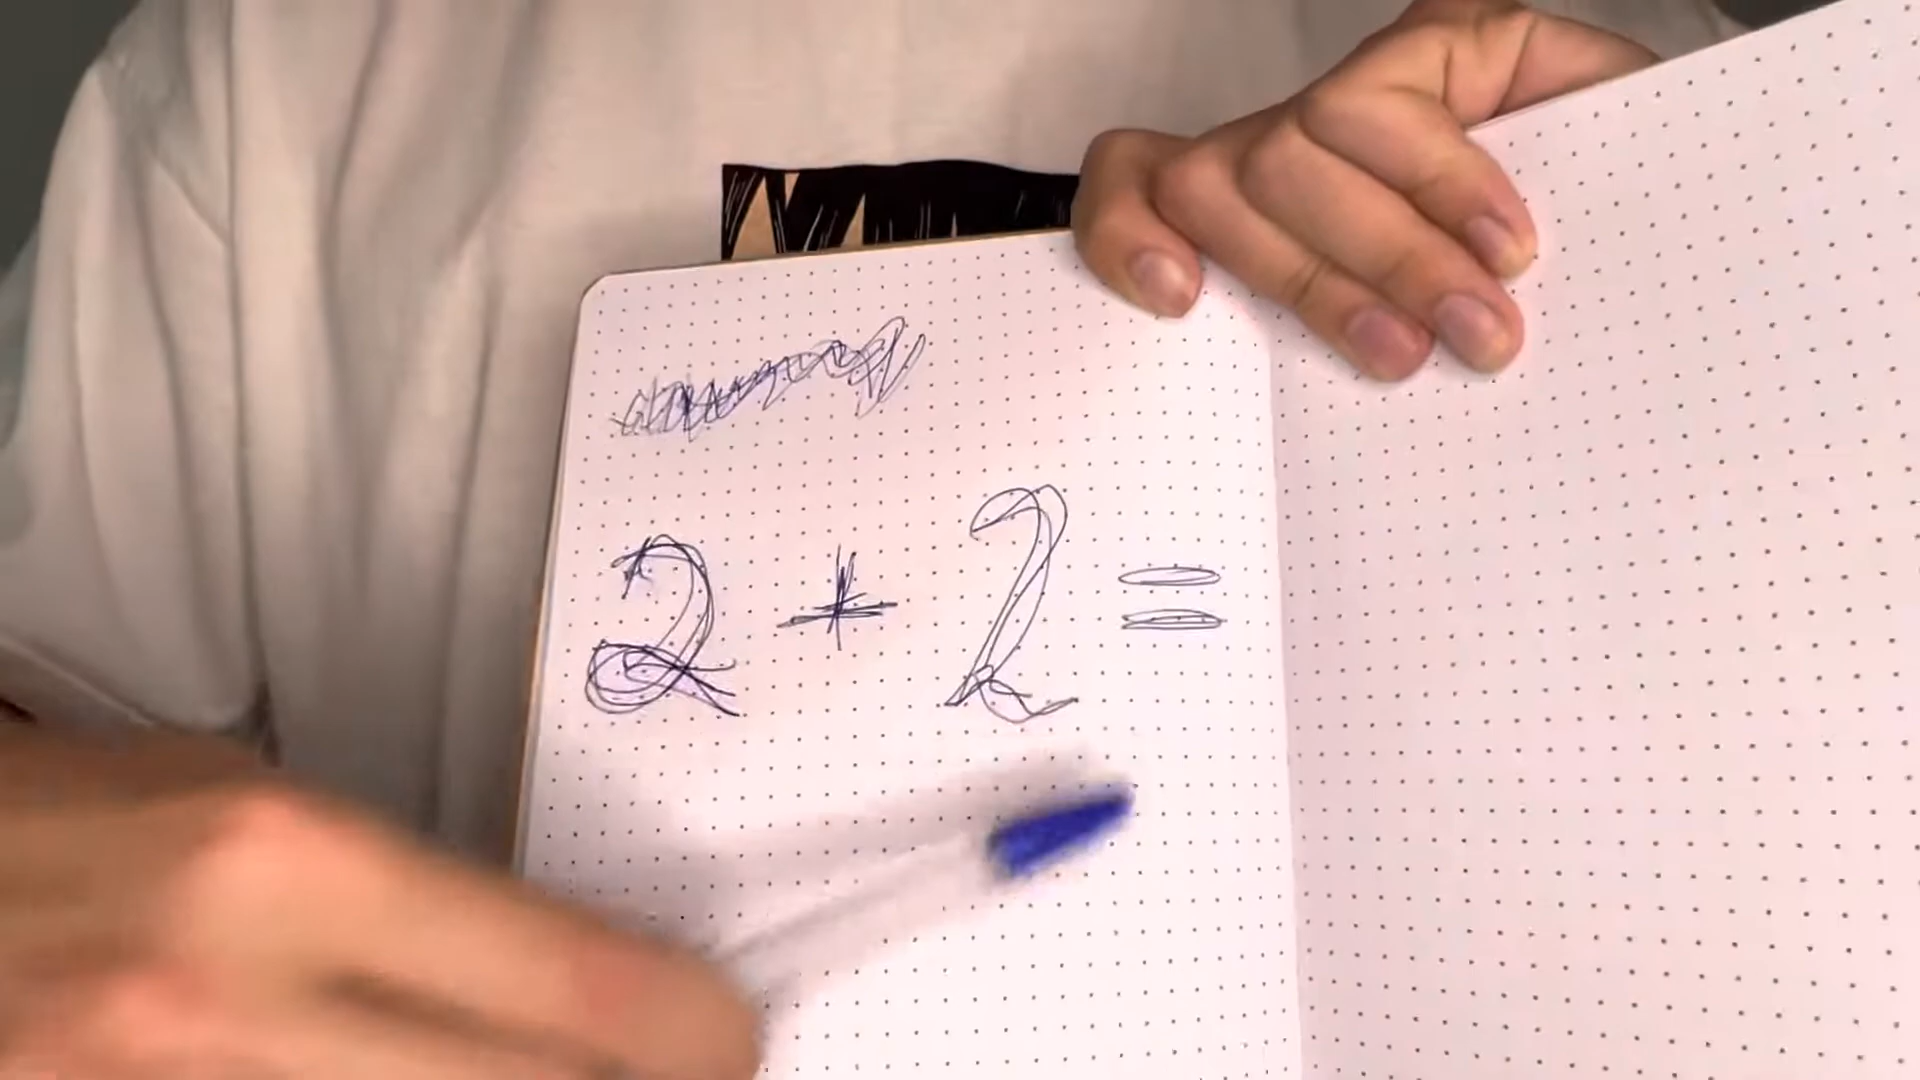 2 + 2 =